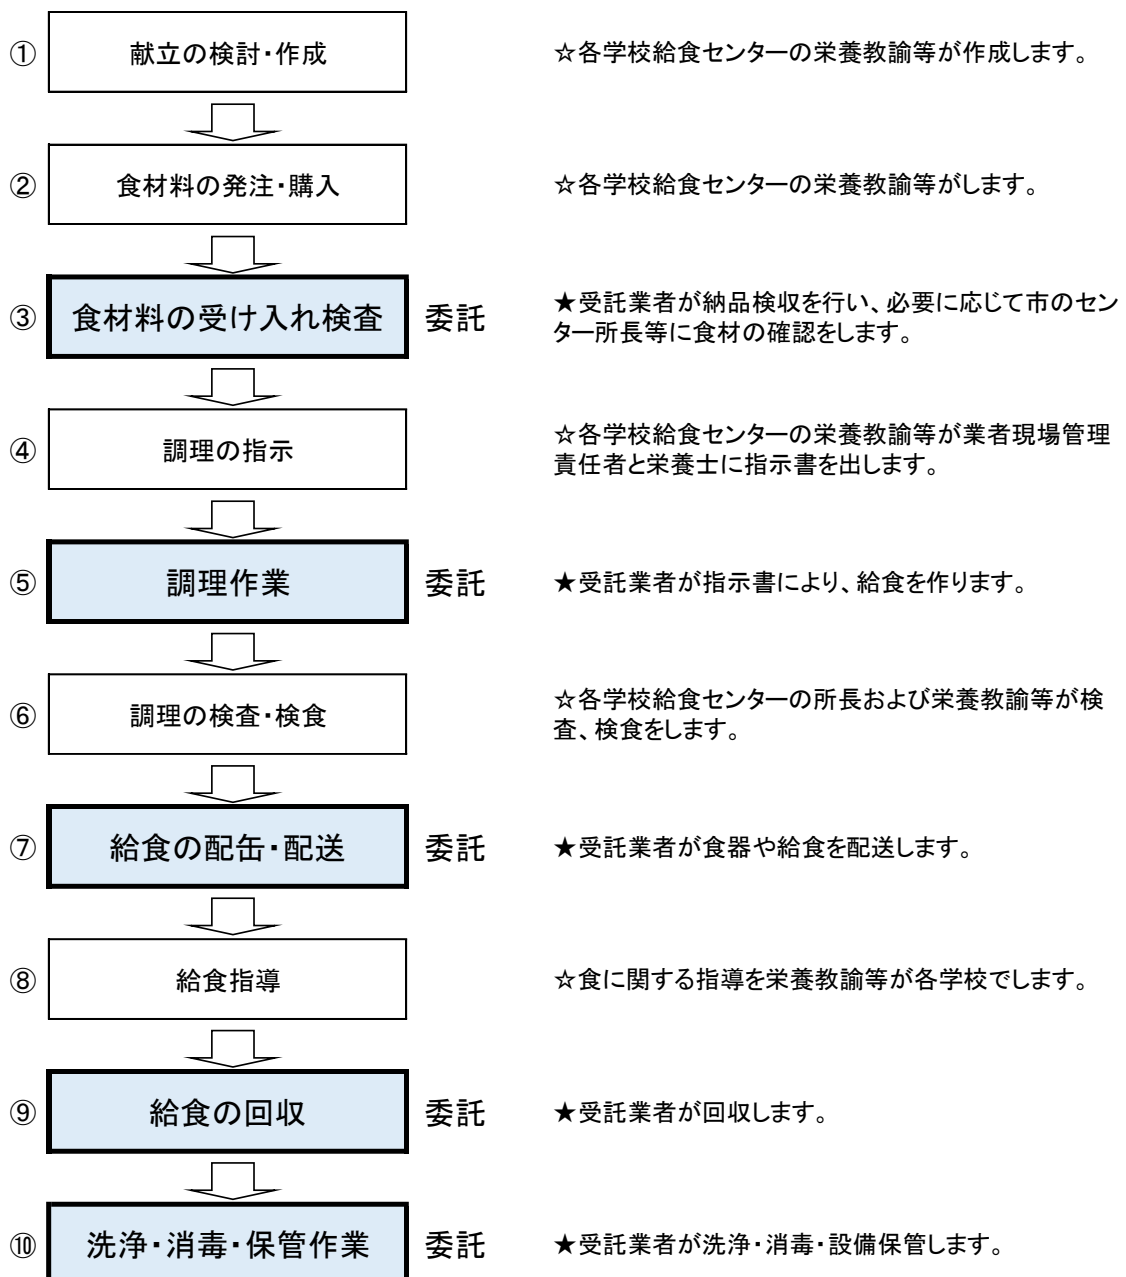 ① 献立の検討・作成 ☆各学校給食センターの栄養教諭等が作成します。
② 食材料の発注・購入 ☆各学校給食センターの栄養教諭等がします。
③ 食材料の受け入れ検査 委託 ★受託業者が納品検収を行い、必要に応じて市のセン
ター所長等に食材の確認をします。
④ 調理の指示 ☆各学校給食センターの栄養教諭等が業者現場管理
責任者と栄養士に指示書を出します。
⑤ 調理作業 委託 ★受託業者が指示書により、給食を作ります。
⑥ 調理の検査・検食 ☆各学校給食センターの所長および栄養教諭等が検
査、検食をします。
⑦ 給食の配缶・配送 委託 ★受託業者が食器や給食を配送します。
⑧ 給食指導 ☆食に関する指導を栄養教諭等が各学校でします。
⑨ 給食の回収 委託 ★受託業者が回収します。
⑩ 洗浄・消毒・保管作業 委託 ★受託業者が洗浄・消毒・設備保管します。